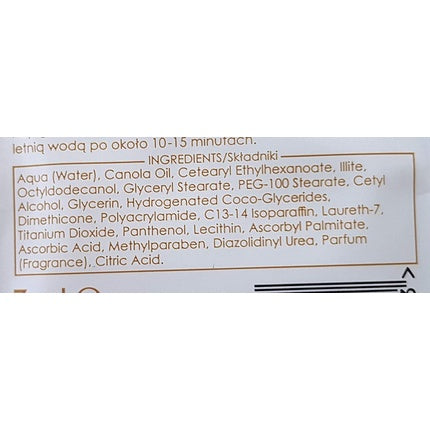 letnią wodą po około 10-15 minutach.
INGREDIENTS/Składniki
Aqua (Water), Canola Oil, Cetearyl Ethylhexanoate, Illite,
Octyldodecanol, Glyceryl Stearate, PEG-100 Stearate, Cetyl
Alcohol, Glycerin, Hydrogenated Coco-Glycerides,
Dimethicone, Polyacrylamide, C13-14 Isoparaffin, Laureth-7,
Titanium Dioxide, Panthenol, Lecithin, Ascorbyl Palmitate,
Ascorbic Acid, Methylparaben, Diazolidinyl Urea, Parfum
(Fragrance), Citric Acid.